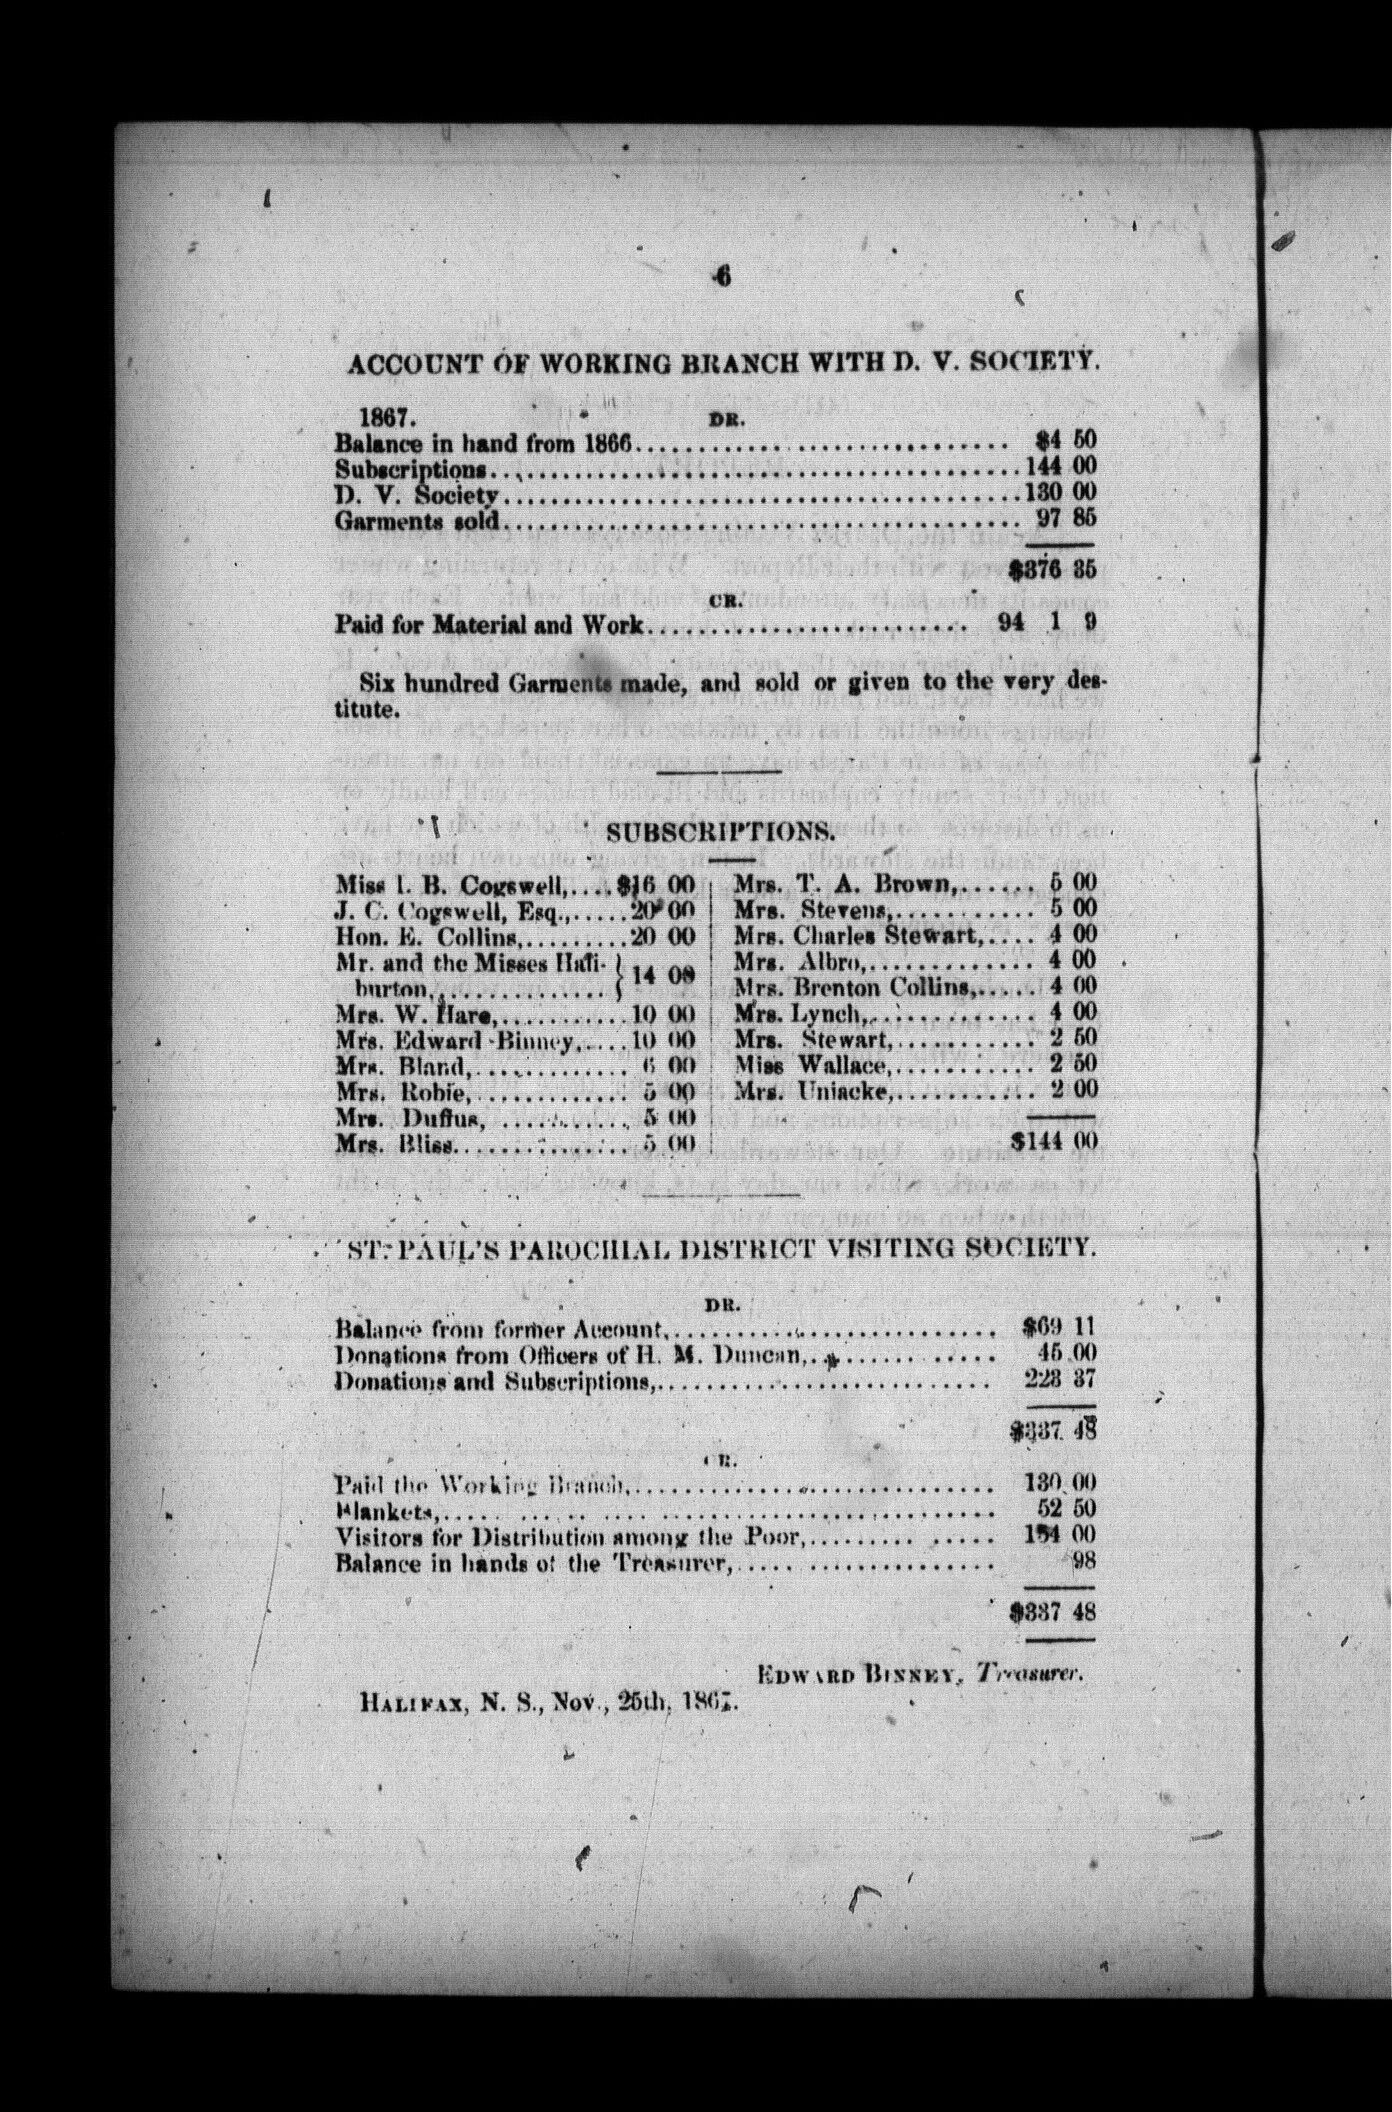 6
ACCOUNT OF WORKING BRANCH WITH D. V. SOCIETY.
1867. DR.
Balance in hand from 1866.............................. $4 50
Subscriptions............................................144 00
D. V. Society...........................................130 00
Garments sold........................................... 97 85
$376 35
CR.
Paid for Material and Work.......................... 94 1 9
Six hundred Garments made, and sold or given to the very des-
titute.
SUBSCRIPTIONS.
Miss I. B. Cogswell,....$16 00
J. C. Cogswell, Esq.,.....20 00
Hon. E. Collins,.........20 00
Mr. and the Misses Hali-
burton,............... } 14 00
Mrs. W. Hare,...........10 00
Mrs. Edward Binney,....10 00
Mrs. Bland,............. 6 00
Mrs. Robie,............. 5 00
Mrs. Duffus, ........... 5 00
Mrs. Bliss............... 5 00
Mrs. T. A. Brown,...... 5 00
Mrs. Stevens,............ 5 00
Mrs. Charles Stewart,.... 4 00
Mrs. Albro,.............. 4 00
Mrs. Brenton Collins,..... 4 00
Mrs. Lynch,.............. 4 00
Mrs. Stewart,............ 2 50
Miss Wallace,............ 2 50
Mrs. Uniacke,............ 2 00
$144 00
ST. PAUL'S PAROCHIAL DISTRICT VISITING SOCIETY.
DR.
Balance from former Account,........................... $69 11
Donations from Officers of H. M. Duncan,............... 45 00
Donations and Subscriptions,........................... 223 37
$337 48
CR.
Paid the Working Branch,.............................. 130 00
Blankets,............................................. 52 50
Visitors for Distribution among the Poor,.............. 154 00
Balance in hands of the Treasurer,..................... 98
$337 48
EDWARD BINNEY, Treasurer.
HALIFAX, N. S., Nov., 25th, 1867.